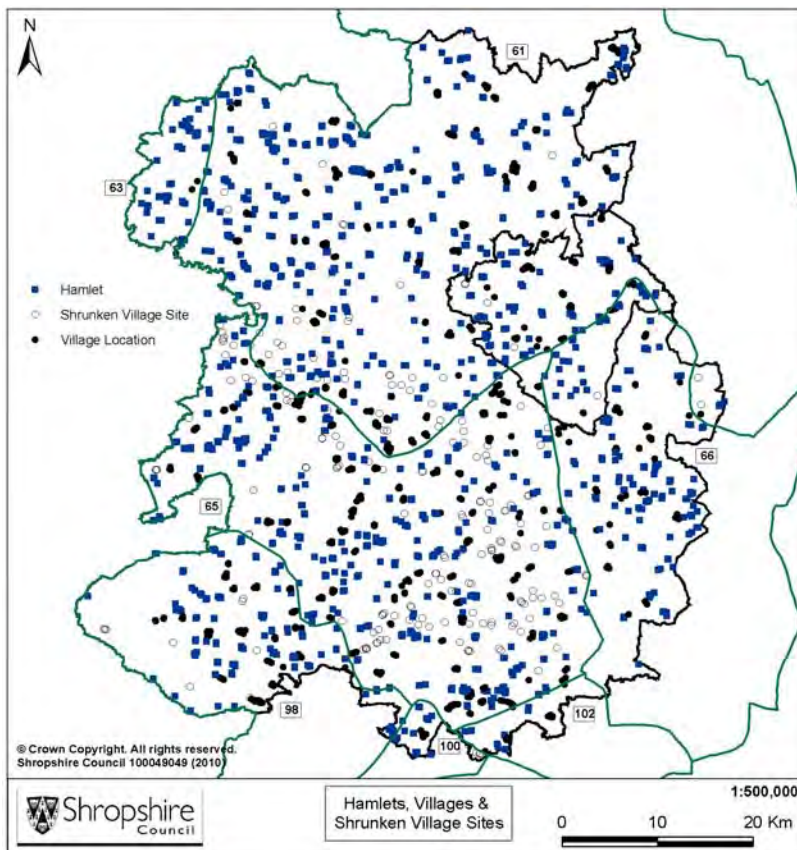 N
61
63
Hamlet
Shrunken Village Site
Village Location
66
65
98
102
100
© Crown Copyright. All rights reserved.
Shropshire Council 100049049 (2010)
1:500,000
Shropshire
Council
Hamlets, Villages &
Shrunken Village Sites
0 10 20 Km